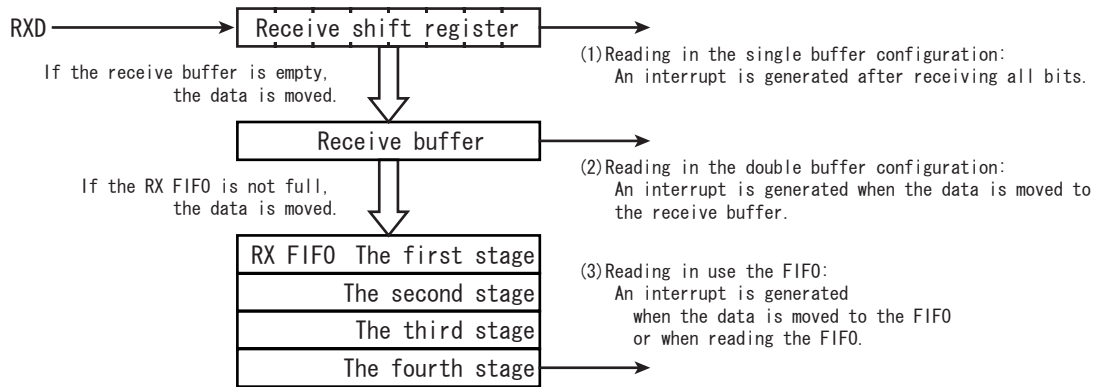 RXD
Receive shift register
(1)Reading in the single buffer configuration:
An interrupt is generated after receiving all bits.
If the receive buffer is empty,
the data is moved.
Receive buffer
(2)Reading in the double buffer configuration:
An interrupt is generated when the data is moved to
the receive buffer.
If the RX FIFO is not full,
the data is moved.
RX FIFO The first stage
The second stage
The third stage
The fourth stage
(3)Reading in use the FIFO:
An interrupt is generated
when the data is moved to the FIFO
or when reading the FIFO.